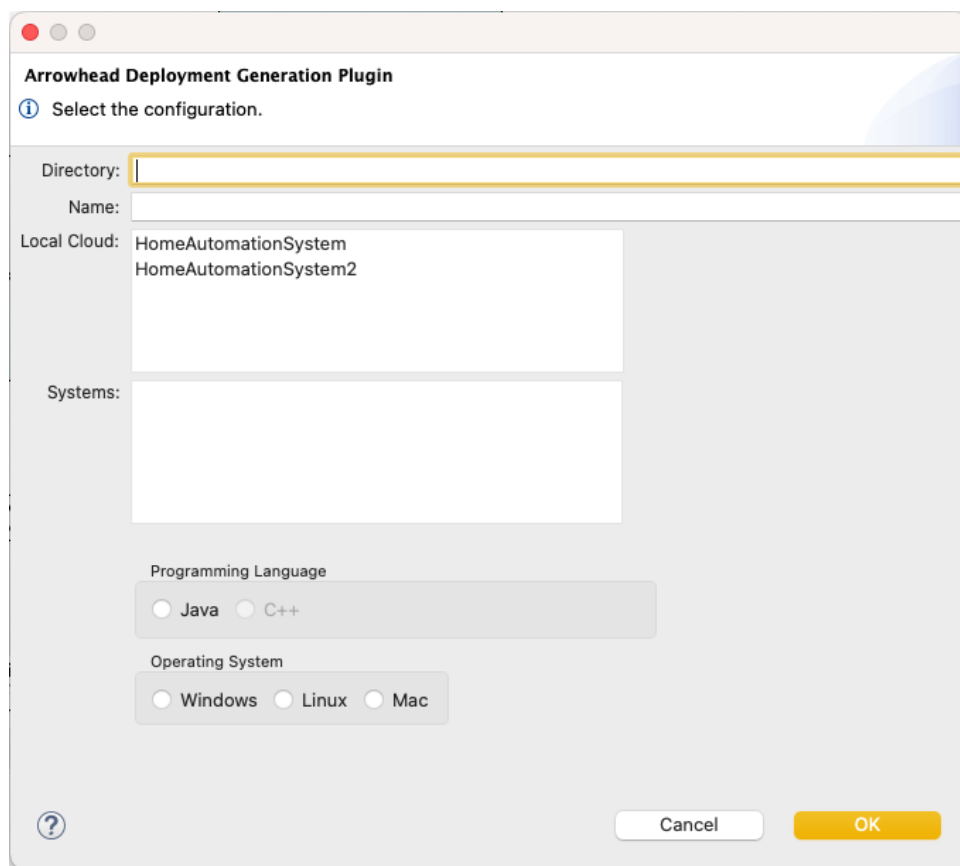 Arrowhead Deployment Generation Plugin
Select the configuration.
Directory:
Name:
Local Cloud: HomeAutomationSystem
HomeAutomationSystem2
Systems:
Programming Language
Java C++
Operating System
Windows Linux Mac
? Cancel OK